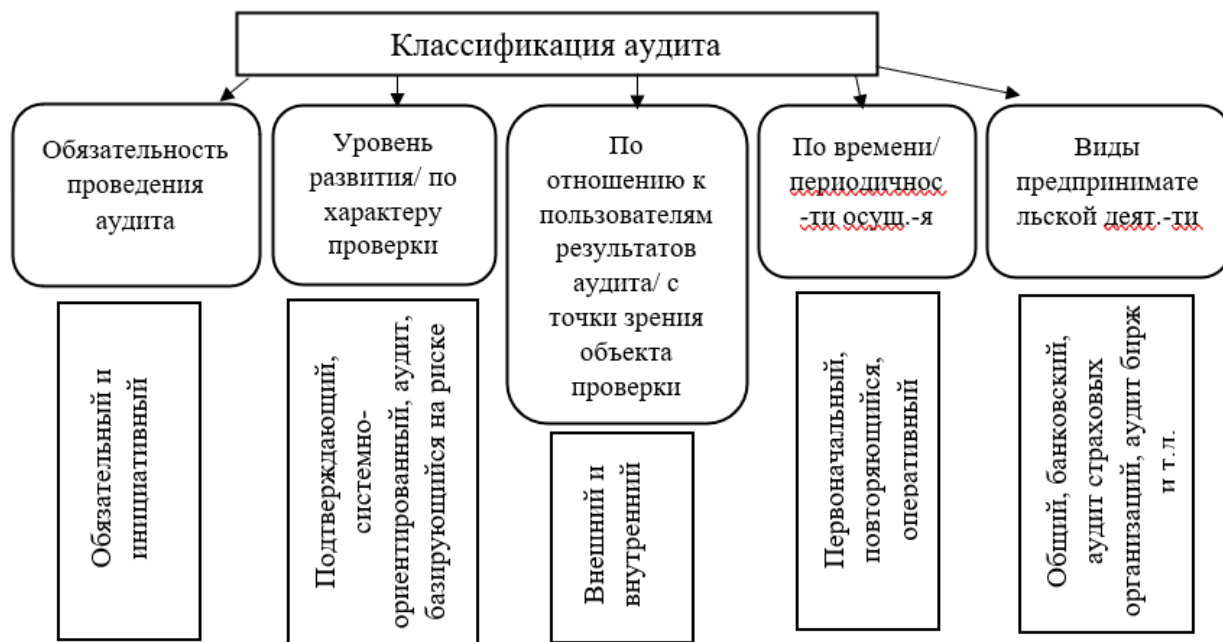 Классификация аудита
Обязательность
проведения
аудита
Уровень
развития/ по
характеру
проверки
По
отношению к
пользователям
результатов
аудита/ с
точки зрения
объекта
проверки
По времени/
периодичнос
-ти осущ.-я
Виды
предпринимате
льской деят.-ти
Обязательный и
инициативный
Подтверждающий,
системно-
ориентированный, аудит,
базирующийся на риске
Внешний и
внутренний
Первоначальный,
повторяющийся,
оперативный
Общий, банковский,
аудит страховых
организаций, аудит бирж
и т.д.